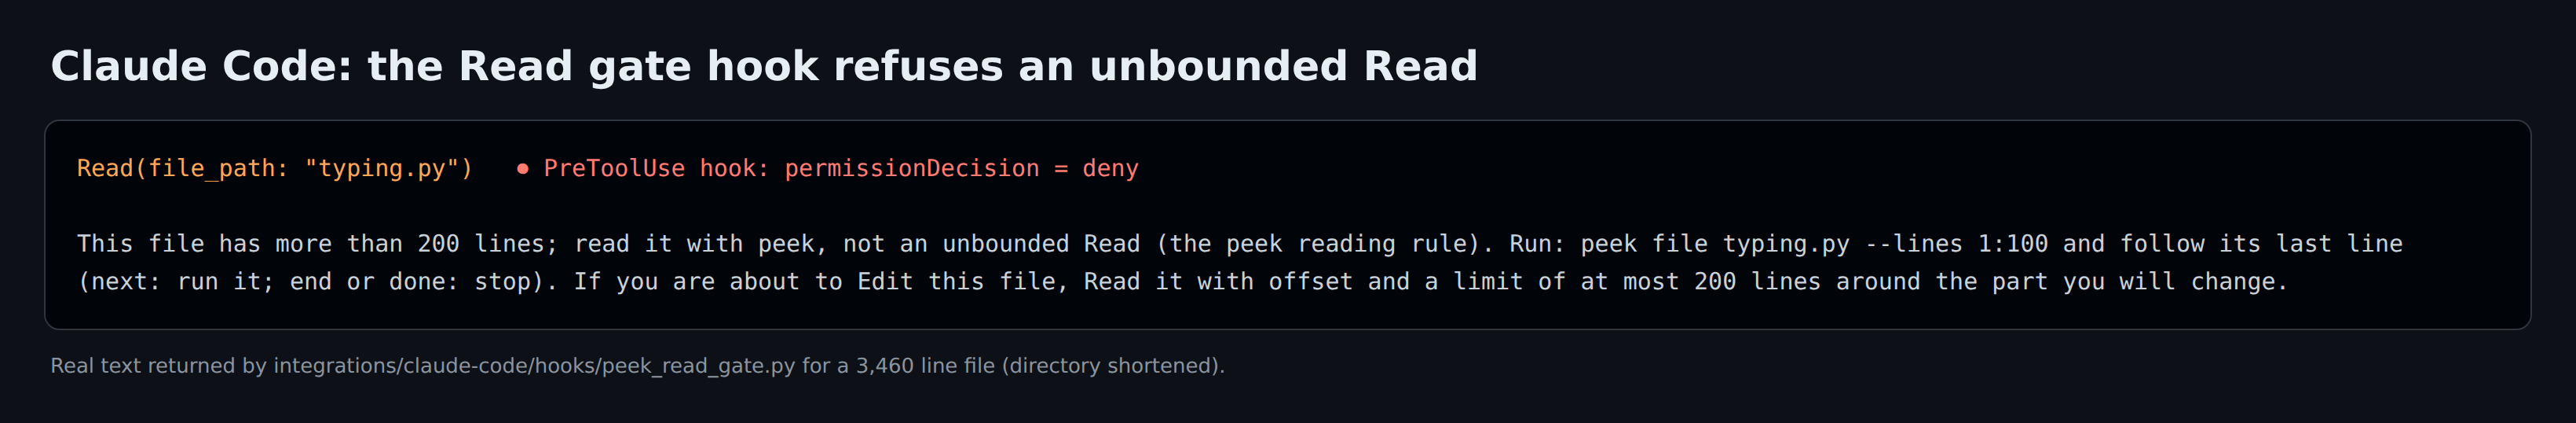 Claude Code: the Read gate hook refuses an unbounded Read
Read(file_path: "typing.py") ● PreToolUse hook: permissionDecision = deny
This file has more than 200 lines; read it with peek, not an unbounded Read (the peek reading rule). Run: peek file typing.py --lines 1:100 and follow its last line
(next: run it; end or done: stop). If you are about to Edit this file, Read it with offset and a limit of at most 200 lines around the part you will change.
Real text returned by integrations/claude-code/hooks/peek_read_gate.py for a 3,460 line file (directory shortened).